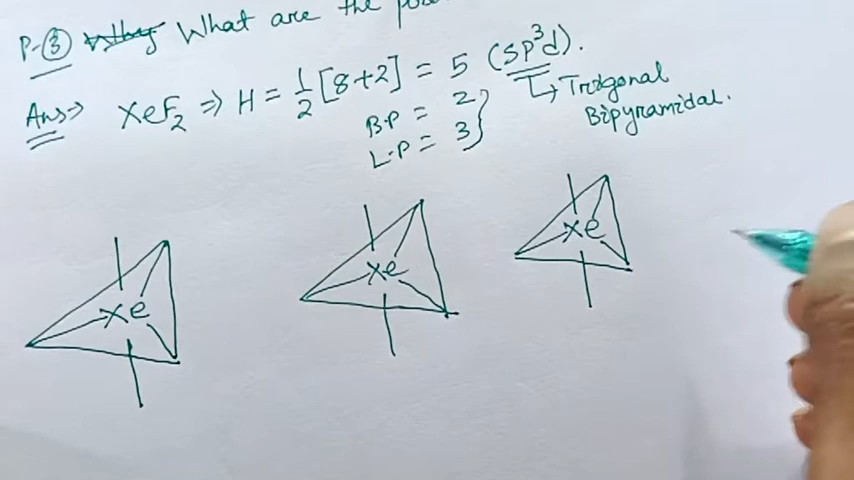 P-③ Why What are the
Ans⇒ XeF₂ ⇒ H = 1/2 [8+2] = 5 (SP³d).
B.P = 2
L.P = 3
↳ Trigonal
Bipyramidal.
Xe
Xe
Xe